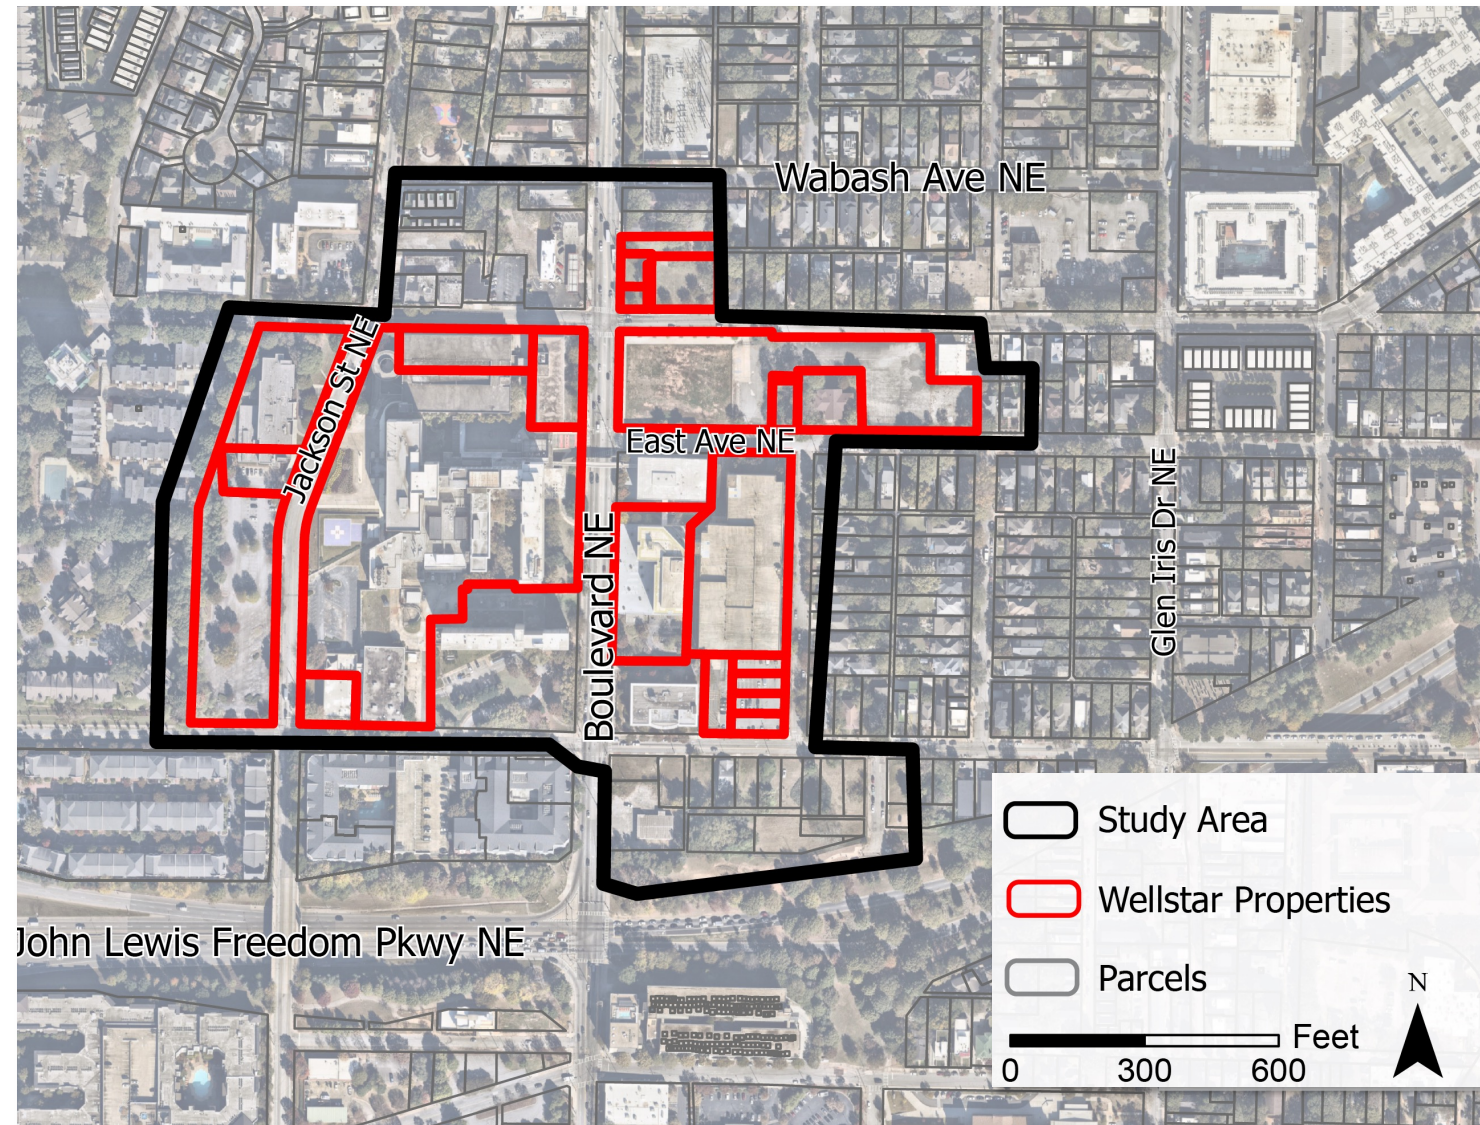 Wabash Ave NE
Jackson St NE
East Ave NE
Boulevard NE
Glen Iris Dr NE
John Lewis Freedom Pkwy NE
Study Area
Wellstar Properties
Parcels
N
Feet
0 300 600